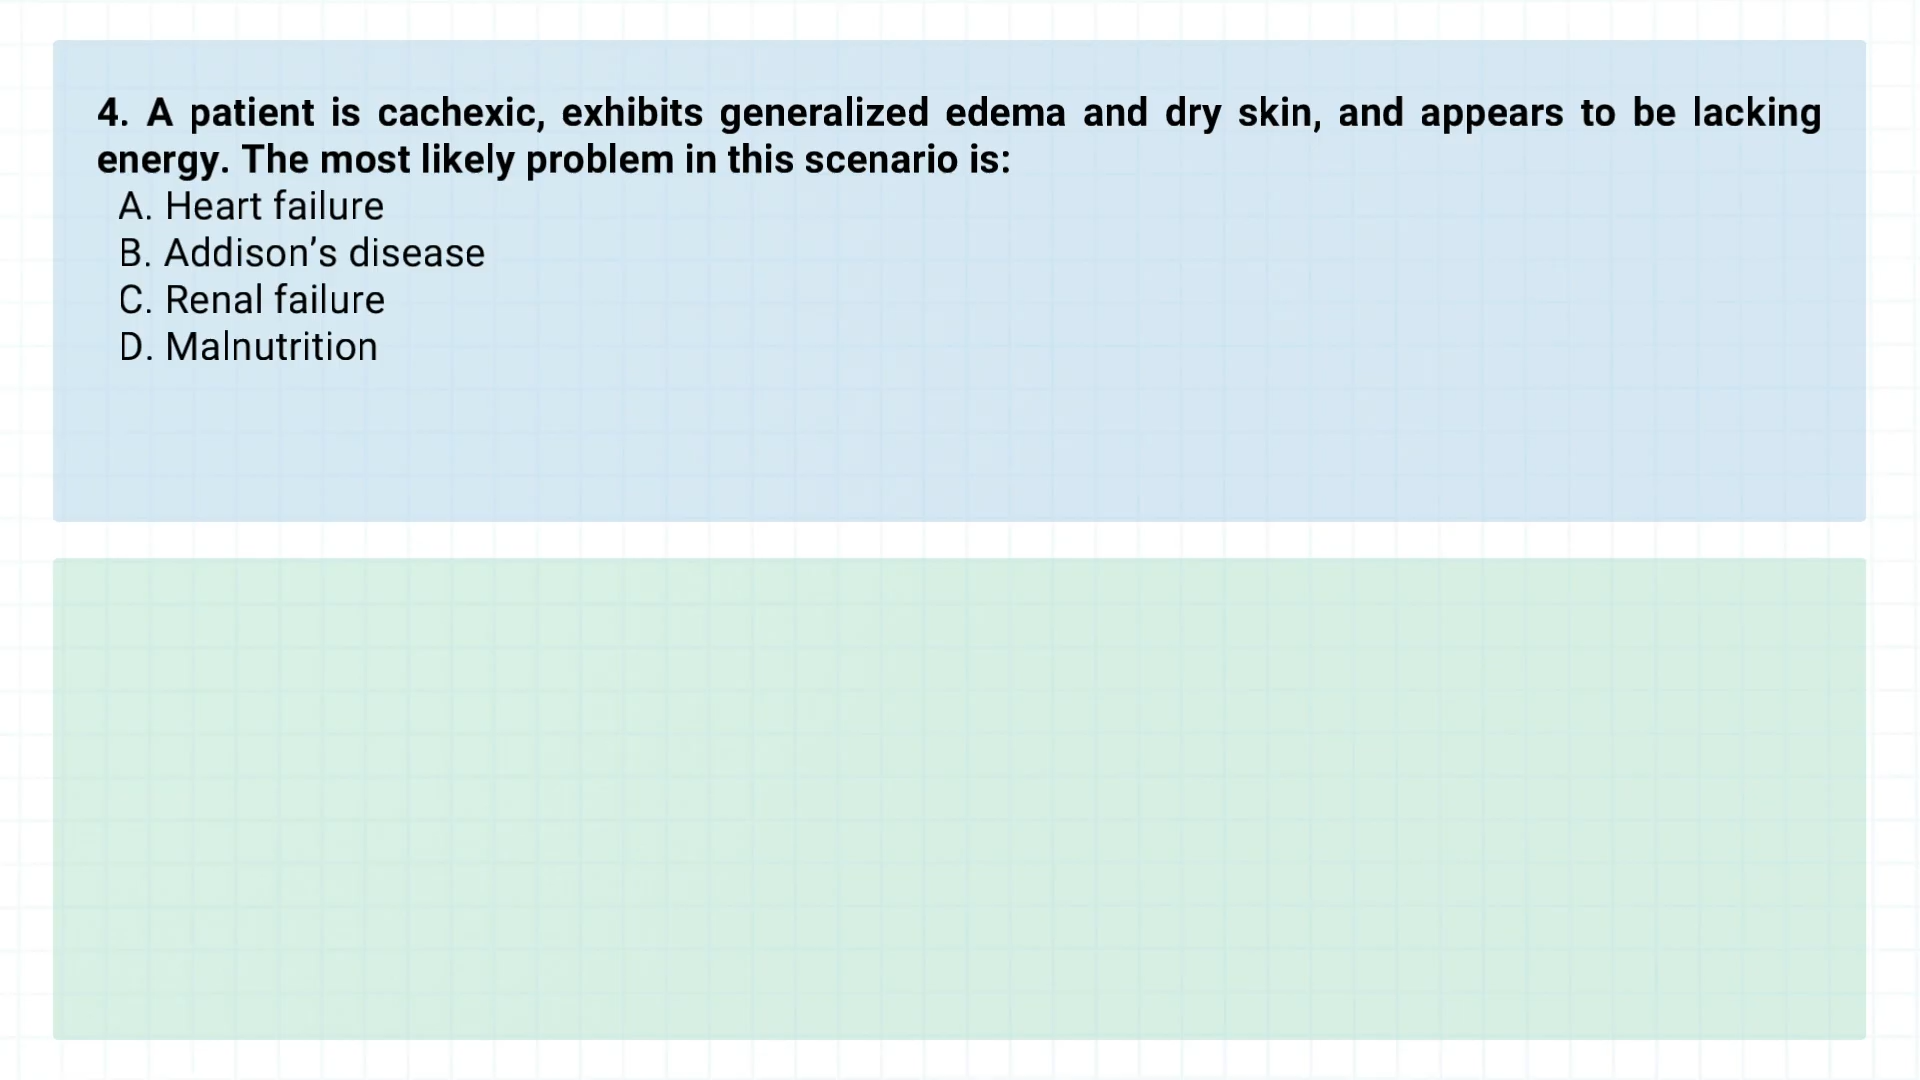 4. A patient is cachexic, exhibits generalized edema and dry skin, and appears to be lacking
energy. The most likely problem in this scenario is:
A. Heart failure
B. Addison’s disease
C. Renal failure
D. Malnutrition